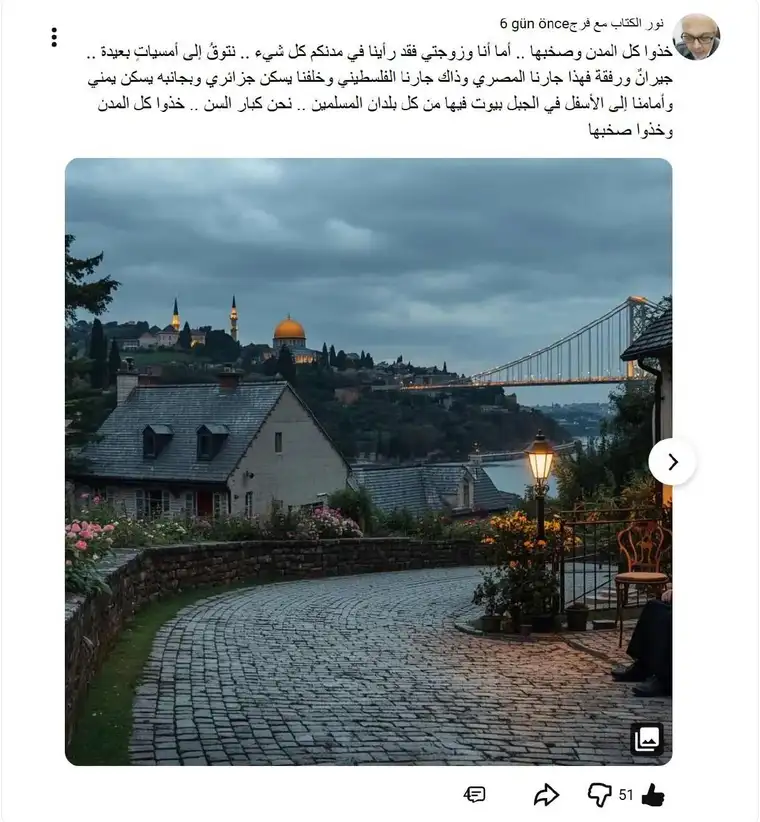 نور الكتاب مع فرج6 gün önce
خذوا كل المدن وصخبها .. أما أنا وزوجتي فقد رأينا في مدنكم كل شيء .. نتوقُ إلى أمسياتٍ بعيدة ..
جيرانٌ ورفقة فهذا جارنا المصري وذاك جارنا الفلسطيني وخلفنا يسكن جزائري وبجانبه يسكن يمني
وأمامنا إلى الأسفل في الجبل بيوت فيها من كل بلدان المسلمين .. نحن كبار السن .. خذوا كل المدن
وخذوا صخبها
51
4